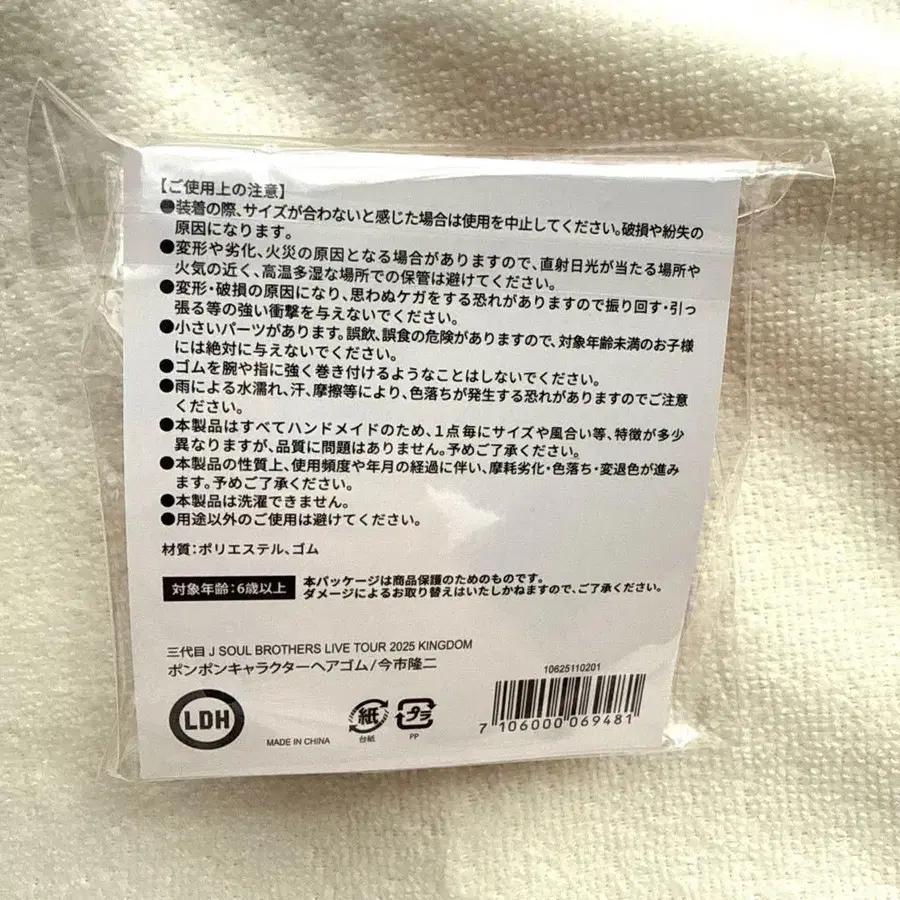 【ご使用上の注意】
●装着の際、サイズが合わないと感じた場合は使用を中止してください。破損や紛失の
原因になります。
●変形や劣化、火災の原因となる場合がありますので、直射日光が当たる場所や
火気の近く、高温多湿な場所での保管は避けてください。
●変形・破損の原因になり、思わぬケガをする恐れがありますので振り回す・引っ
張る等の強い衝撃を与えないでください。
●小さいパーツがあります。誤飲、誤食の危険がありますので、対象年齢未満のお子様
には絶対に与えないでください。
●ゴムを腕や指に強く巻き付けるようなことはしないでください。
●雨による水濡れ、汗、摩擦等により、色落ちが発生する恐れがありますのでご注意
ください。
●本製品はすべてハンドメイドのため、1点毎にサイズや風合い等、特徴が多少
異なりますが、品質に問題はありません。予めご了承ください。
●本製品の性質上、使用頻度や年月の経過に伴い、摩耗劣化・色落ち・変退色が進み
ます。予めご了承ください。
●本製品は洗濯できません。
●用途以外のご使用は避けてください。
材質:ポリエステル、ゴム
対象年齢:6歳以上
本パッケージは商品保護のためのものです。
ダメージによるお取り替えはいたしかねますので、ご了承ください。
三代目 J SOUL BROTHERS LIVE TOUR 2025 KINGDOM
ポンポンキャラクターヘアゴム/今市隆二
LDH
MADE IN CHINA
紙
台紙
プラ
PP
10625110201
7 106000 069481